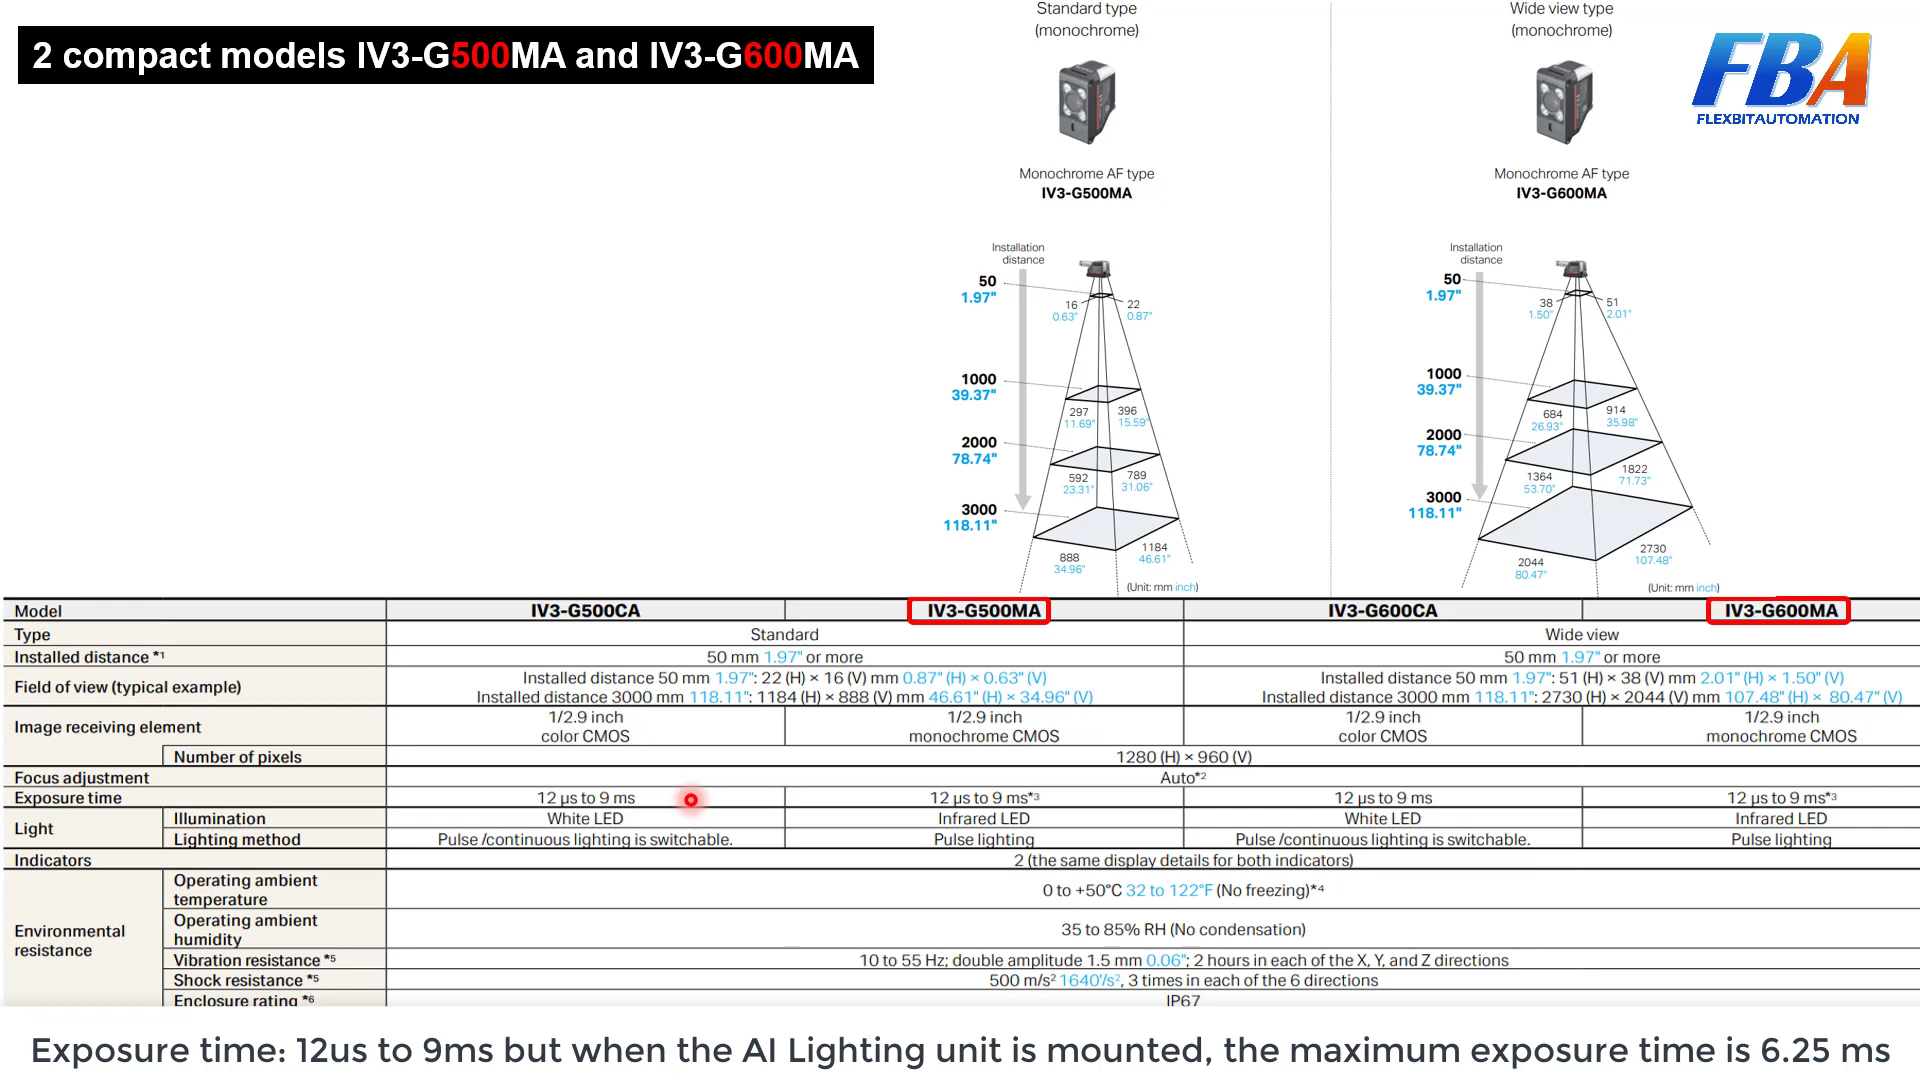 2 compact models IV3-G500MA and IV3-G600MA
Standard type
(monochrome)
Monochrome AF type
IV3-G500MA
Installation
distance
50
1.97"
16
0.63"
22
0.87"
1000
39.37"
297
11.69"
396
15.59"
2000
78.74"
592
23.31"
789
31.06"
3000
118.11"
888
34.96"
1184
46.61"
(Unit: mm inch)
Wide view type
(monochrome)
Monochrome AF type
IV3-G600MA
Installation
distance
50
1.97"
38
1.50"
51
2.01"
1000
39.37"
684
26.93"
914
35.98"
2000
78.74"
1364
53.70"
1822
71.73"
3000
118.11"
2044
80.47"
2730
107.48"
(Unit: mm inch)
FBA
FLEXBITAUTOMATION
Model IV3-G500CA IV3-G500MA IV3-G600CA IV3-G600MA
Type Standard Wide view
Installed distance *1 50 mm 1.97" or more 50 mm 1.97" or more
Field of view (typical example)
Installed distance 50 mm 1.97": 22 (H) × 16 (V) mm 0.87" (H) × 0.63" (V)
Installed distance 3000 mm 118.11": 1184 (H) × 888 (V) mm 46.61" (H) × 34.96" (V)
Installed distance 50 mm 1.97": 51 (H) × 38 (V) mm 2.01" (H) × 1.50" (V)
Installed distance 3000 mm 118.11": 2730 (H) × 2044 (V) mm 107.48" (H) × 80.47" (V)
Image receiving element
1/2.9 inch
color CMOS
1/2.9 inch
monochrome CMOS
1/2.9 inch
color CMOS
1/2.9 inch
monochrome CMOS
Number of pixels 1280 (H) × 960 (V)
Focus adjustment Auto*2
Exposure time 12 µs to 9 ms 12 µs to 9 ms*3 12 µs to 9 ms 12 µs to 9 ms*3
Light
Illumination White LED Infrared LED White LED Infrared LED
Lighting method Pulse /continuous lighting is switchable. Pulse lighting Pulse /continuous lighting is switchable. Pulse lighting
Indicators 2 (the same display details for both indicators)
Environmental
resistance
Operating ambient
temperature
0 to +50°C 32 to 122°F (No freezing)*4
Operating ambient
humidity
35 to 85% RH (No condensation)
Vibration resistance *5 10 to 55 Hz; double amplitude 1.5 mm 0.06"; 2 hours in each of the X, Y, and Z directions
Shock resistance *5 500 m/s² 1640'/s², 3 times in each of the 6 directions
Enclosure rating *6 IP67
Exposure time: 12us to 9ms but when the AI Lighting unit is mounted, the maximum exposure time is 6.25 ms